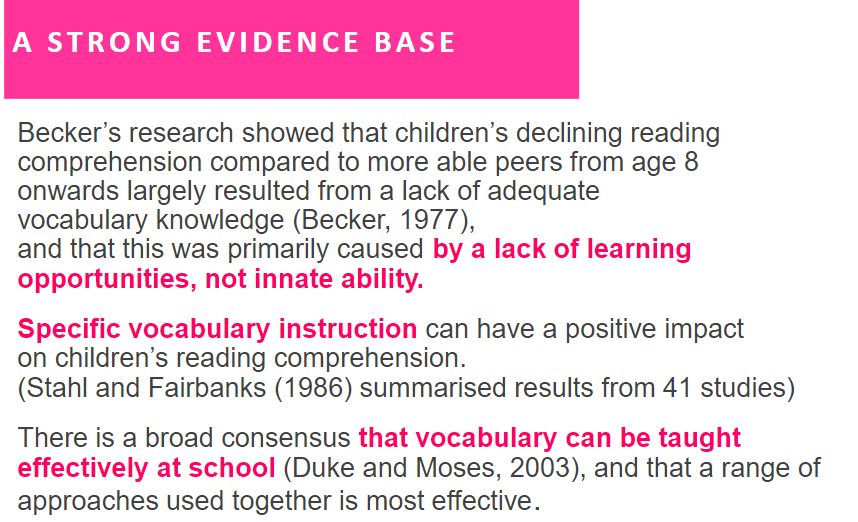 A STRONG EVIDENCE BASE
Becker’s research showed that children’s declining reading
comprehension compared to more able peers from age 8
onwards largely resulted from a lack of adequate
vocabulary knowledge (Becker, 1977),
and that this was primarily caused by a lack of learning
opportunities, not innate ability.
Specific vocabulary instruction can have a positive impact
on children’s reading comprehension.
(Stahl and Fairbanks (1986) summarised results from 41 studies)
There is a broad consensus that vocabulary can be taught
effectively at school (Duke and Moses, 2003), and that a range of
approaches used together is most effective.